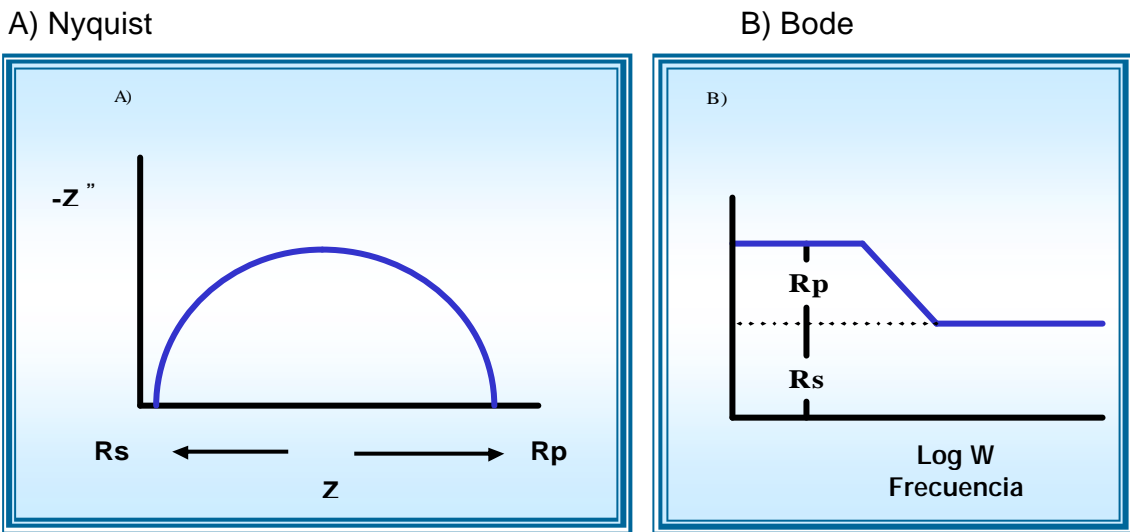 A) Nyquist
B) Bode
A)
-Z ”
Rs
Rp
Z
B)
Rp
Rs
Log W
Frecuencia